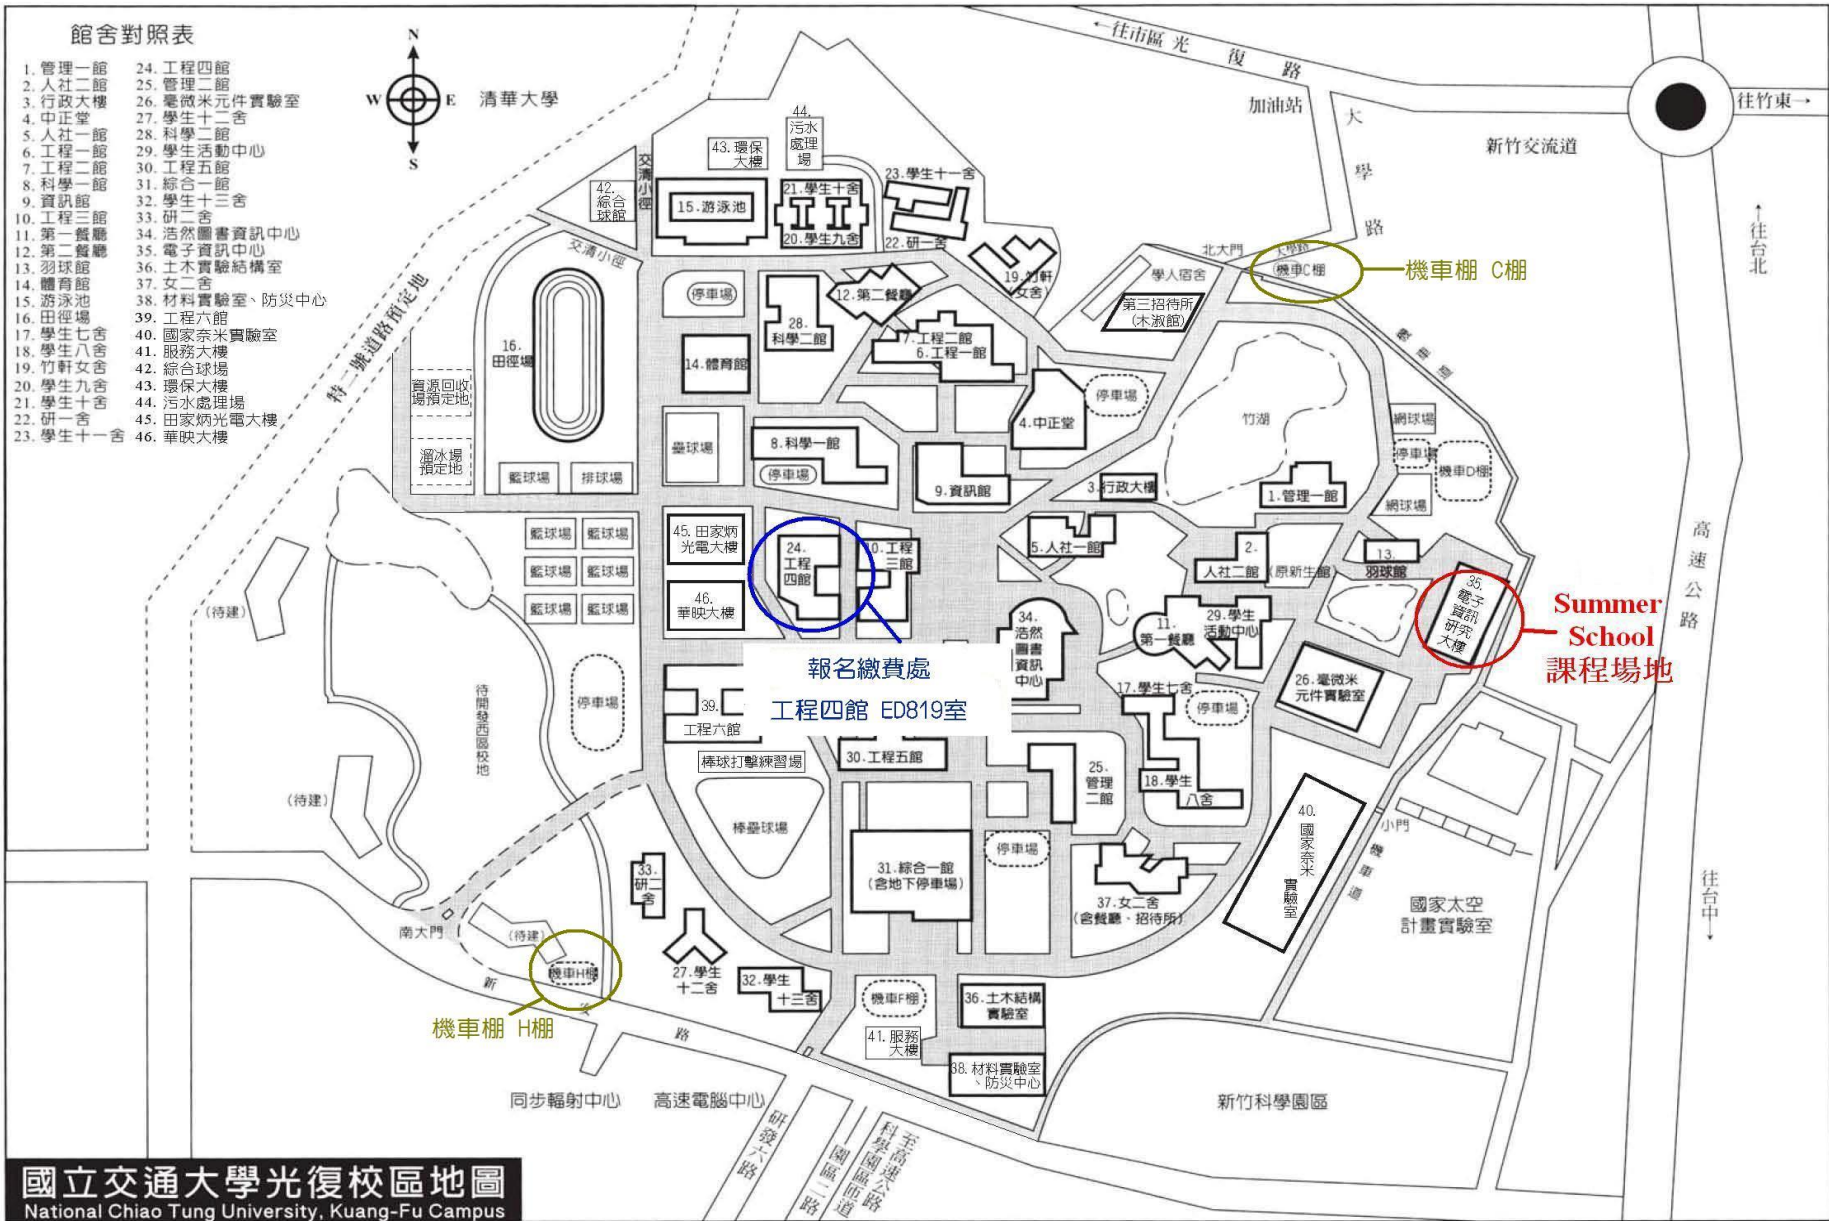 館舍對照表
1. 管理一館
2. 人社二館
3. 行政大樓
4. 中正堂
5. 人社一館
6. 工程一館
7. 工程二館
8. 科學一館
9. 資訊館
10. 工程三館
11. 第一餐廳
12. 第二餐廳
13. 羽球館
14. 體育館
15. 游泳池
16. 田徑場
17. 學生七舍
18. 學生八舍
19. 竹軒女舍
20. 學生九舍
21. 學生十舍
22. 研一舍
23. 學生十一舍
24. 工程四館
25. 管理二館
26. 毫微米元件實驗室
27. 學生十二舍
28. 科學二館
29. 學生活動中心
30. 工程五館
31. 綜合一館
32. 學生十三舍
33. 研二舍
34. 浩然圖書資訊中心
35. 電子資訊中心
36. 土木實驗結構室
37. 女二舍
38. 材料實驗室、防災中心
39. 工程六館
40. 國家奈米實驗室
41. 服務大樓
42. 綜合球場
43. 環保大樓
44. 污水處理場
45. 田家炳光電大樓
46. 華映大樓
N
W
E
S
清華大學
←往市區光 復 路
加油站
大 學 路
往竹東→
新竹交流道
←往台北
高速公路
往台中→
特二號道路預定地
交清小徑
交清小徑
42.
綜合
球館
43.環保
大樓
44.
污水
處理
場
15.游泳池
21.學生十舍
20.學生九舍
23.學生十一舍
22.研一舍
19.竹軒
(女舍)
北大門
大學路
機車C棚
機車棚 C棚
學人宿舍
第三招待所
(木淑館)
停車場
12.第二餐廳
28.
科學二館
7.工程二館
6.工程一館
14.體育館
16.
田徑場
資源回收
場預定地
溜冰場
預定地
籃球場
排球場
壘球場
8.科學一館
停車場
9.資訊館
4.中正堂
停車場
竹湖
機車道
網球場
停車場
機車D棚
網球場
3.行政大樓
1.管理一館
45.田家炳
光電大樓
46.
華映大樓
24.
工程
四館
10.工程
三館
5.人社一館
2.
人社二館
(原新生館)
13.
羽球館
35.
電子
資訊
研究
大樓
Summer
School
課程場地
籃球場
籃球場
籃球場
籃球場
籃球場
籃球場
(待建)
(待建)
待開發西區校地
停車場
報名繳費處
工程四館 ED819室
34.
浩然
圖書
資訊
中心
11.
第一餐廳
29.學生
活動中心
26.毫微米
元件實驗室
17.學生七舍
停車場
18.學生
八舍
39.
工程六館
棒球打擊練習場
棒壘球場
30.工程五館
25.
管理
二館
31.綜合一館
(含地下停車場)
停車場
37.女二舍
(含餐廳、招待所)
40.
國家奈米
實驗室
小門
機車道
國家太空
計畫實驗室
33.
研二
舍
27.學生
十二舍
32.學生
十三舍
機車F棚
41.服務
大樓
36.土木結構
實驗室
38.材料實驗室
、防災中心
南大門
(待建)
機車H棚
機車棚 H棚
新 安 路
同步輻射中心
高速電腦中心
研發六路
園區二路
至高速公路
科學園區匝道
新竹科學園區
國立交通大學光復校區地圖
National Chiao Tung University, Kuang-Fu Campus